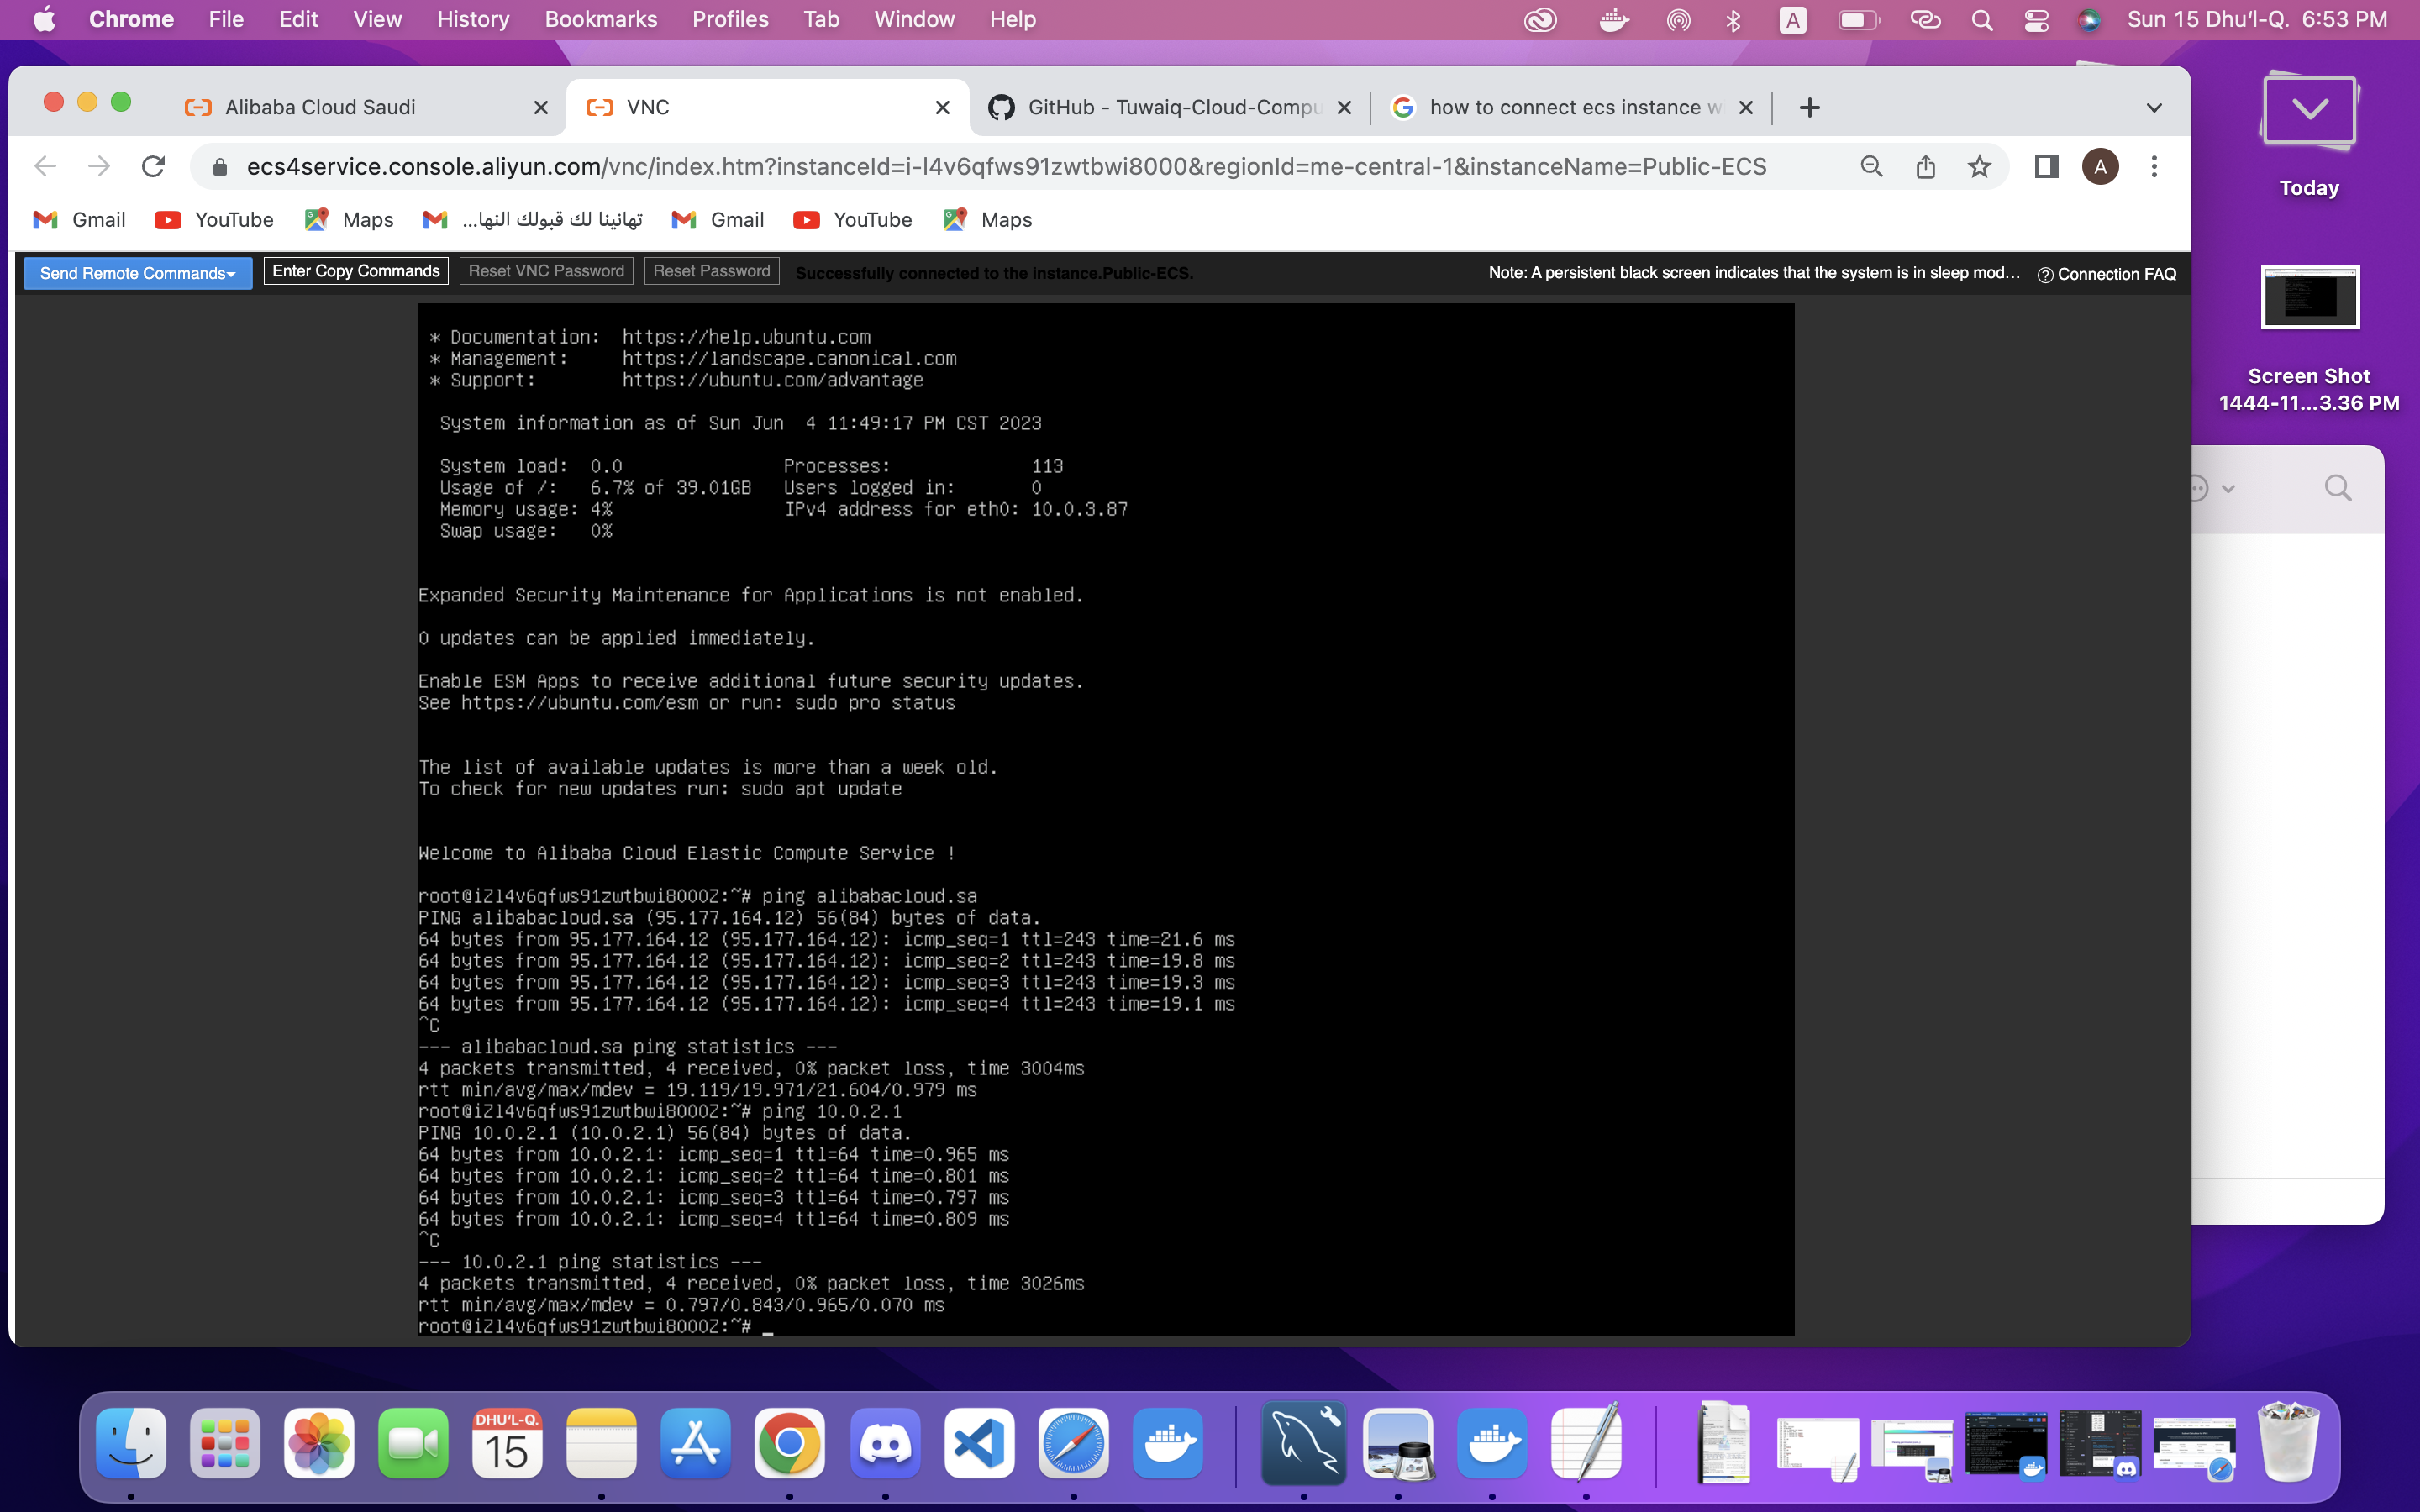 Chrome File Edit View History Bookmarks Profiles Tab Window Help A Sun 15 Dhuʻl-Q. 6:53 PM
Alibaba Cloud Saudi VNC GitHub - Tuwaiq-Cloud-Compu how to connect ecs instance w
ecs4service.console.aliyun.com/vnc/index.htm?instanceId=i-l4v6qfws91zwtbwi8000&regionId=me-central-1&instanceName=Public-ECS A
Gmail YouTube Maps تهانينا لك قبولك النها... Gmail YouTube Maps
Send Remote Commands Enter Copy Commands Reset VNC Password Reset Password Successfully connected to the instance.Public-ECS. Note: A persistent black screen indicates that the system is in sleep mod... Connection FAQ
* Documentation: https://help.ubuntu.com
* Management: https://landscape.canonical.com
* Support: https://ubuntu.com/advantage
System information as of Sun Jun 4 11:49:17 PM CST 2023
System load: 0.0 Processes: 113
Usage of /: 6.7% of 39.01GB Users logged in: 0
Memory usage: 4% IPv4 address for eth0: 10.0.3.87
Swap usage: 0%
Expanded Security Maintenance for Applications is not enabled.
0 updates can be applied immediately.
Enable ESM Apps to receive additional future security updates.
See https://ubuntu.com/esm or run: sudo pro status
The list of available updates is more than a week old.
To check for new updates run: sudo apt update
Welcome to Alibaba Cloud Elastic Compute Service !
root@iZl4v6qfws91zwtbwi8000Z:~# ping alibabacloud.sa
PING alibabacloud.sa (95.177.164.12) 56(84) bytes of data.
64 bytes from 95.177.164.12 (95.177.164.12): icmp_seq=1 ttl=243 time=21.6 ms
64 bytes from 95.177.164.12 (95.177.164.12): icmp_seq=2 ttl=243 time=19.8 ms
64 bytes from 95.177.164.12 (95.177.164.12): icmp_seq=3 ttl=243 time=19.3 ms
64 bytes from 95.177.164.12 (95.177.164.12): icmp_seq=4 ttl=243 time=19.1 ms
^C
--- alibabacloud.sa ping statistics ---
4 packets transmitted, 4 received, 0% packet loss, time 3004ms
rtt min/avg/max/mdev = 19.119/19.971/21.604/0.979 ms
root@iZl4v6qfws91zwtbwi8000Z:~# ping 10.0.2.1
PING 10.0.2.1 (10.0.2.1) 56(84) bytes of data.
64 bytes from 10.0.2.1: icmp_seq=1 ttl=64 time=0.965 ms
64 bytes from 10.0.2.1: icmp_seq=2 ttl=64 time=0.801 ms
64 bytes from 10.0.2.1: icmp_seq=3 ttl=64 time=0.797 ms
64 bytes from 10.0.2.1: icmp_seq=4 ttl=64 time=0.809 ms
^C
--- 10.0.2.1 ping statistics ---
4 packets transmitted, 4 received, 0% packet loss, time 3026ms
rtt min/avg/max/mdev = 0.797/0.843/0.965/0.070 ms
root@iZl4v6qfws91zwtbwi8000Z:~# _
Today
Screen Shot
1444-11...3.36 PM
DHUʻL-Q.
15